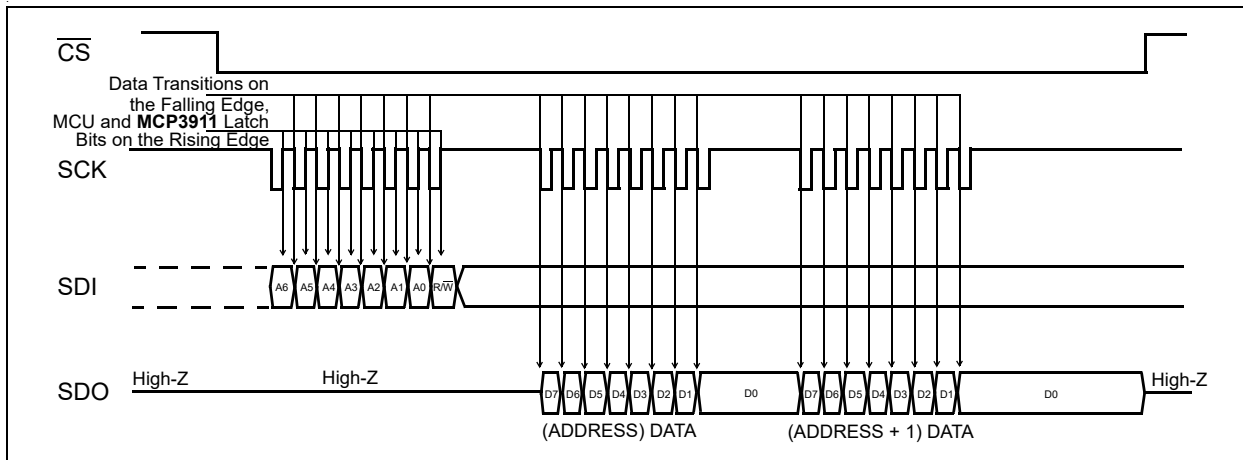 CS
Data Transitions on
the Falling Edge,
MCU and MCP3911 Latch
Bits on the Rising Edge
SCK
SDI
A6 A5 A4 A3 A2 A1 A0 R/W
SDO
High-Z High-Z D7 D6 D5 D4 D3 D2 D1 D0 D7 D6 D5 D4 D3 D2 D1 D0 High-Z
(ADDRESS) DATA (ADDRESS + 1) DATA